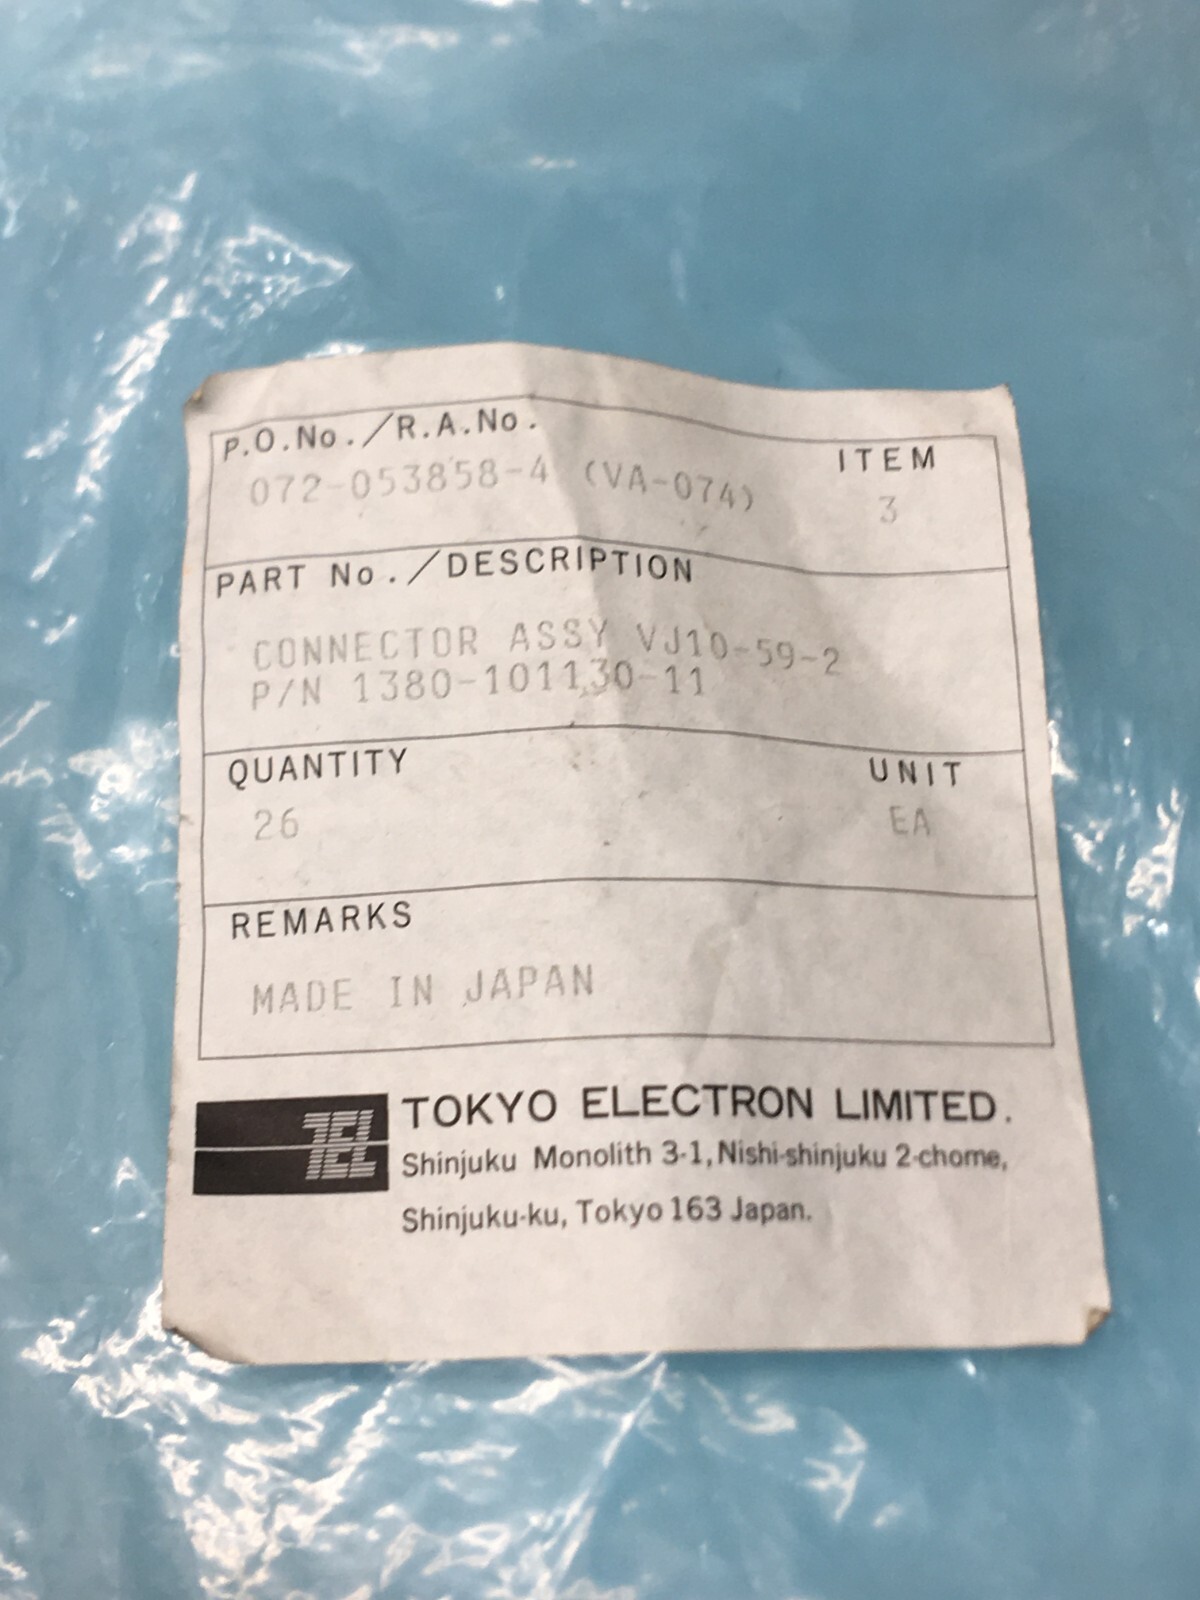 P.O.No./R.A.No.
ITEM
072-053858-4 (VA-074)
3
PART No./DESCRIPTION
CONNECTOR ASSY VJ10-59-2
P/N 1380-101130-11
QUANTITY
UNIT
26
EA
REMARKS
MADE IN JAPAN
TEL
TOKYO ELECTRON LIMITED.
Shinjuku Monolith 3-1, Nishi-shinjuku 2-chome,
Shinjuku-ku, Tokyo 163 Japan.